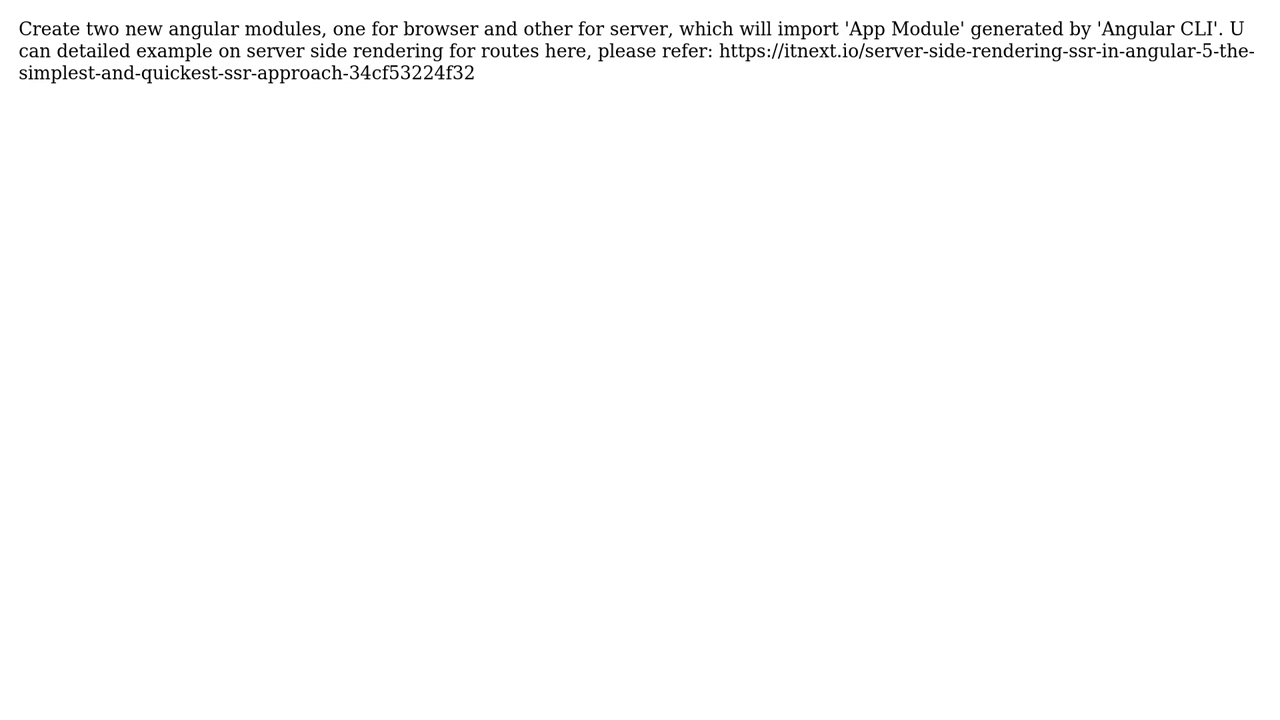 Create two new angular modules, one for browser and other for server, which will import 'App Module' generated by 'Angular CLI'. U
can detailed example on server side rendering for routes here, please refer: https://itnext.io/server-side-rendering-ssr-in-angular-5-the-
simplest-and-quickest-ssr-approach-34cf53224f32